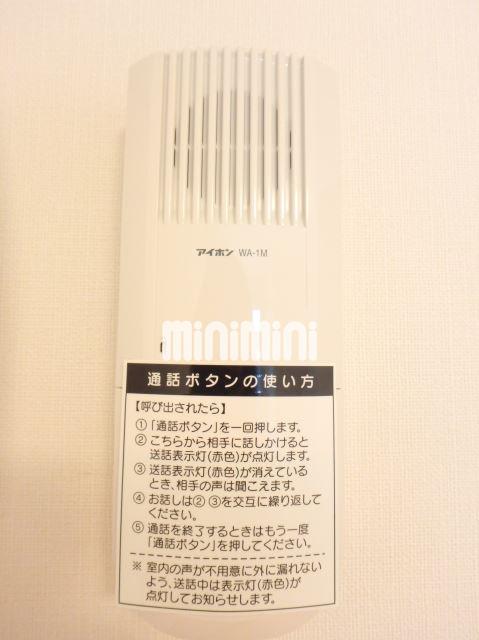 アイホン WA-1M
minimini
通話ボタンの使い方
【呼び出されたら】
① 「通話ボタン」を一回押します。
② こちらから相手に話しかけると
送話表示灯(赤色)が点灯します。
③ 送話表示灯(赤色)が消えている
とき、相手の声は聞こえます。
④ お話しは② ③を交互に繰り返して
ください。
⑤ 通話を終了するときはもう一度
「通話ボタン」を押してください。
※ 室内の声が不用意に外に漏れない
よう、送話中は表示灯(赤色)が
点灯してお知らせします。